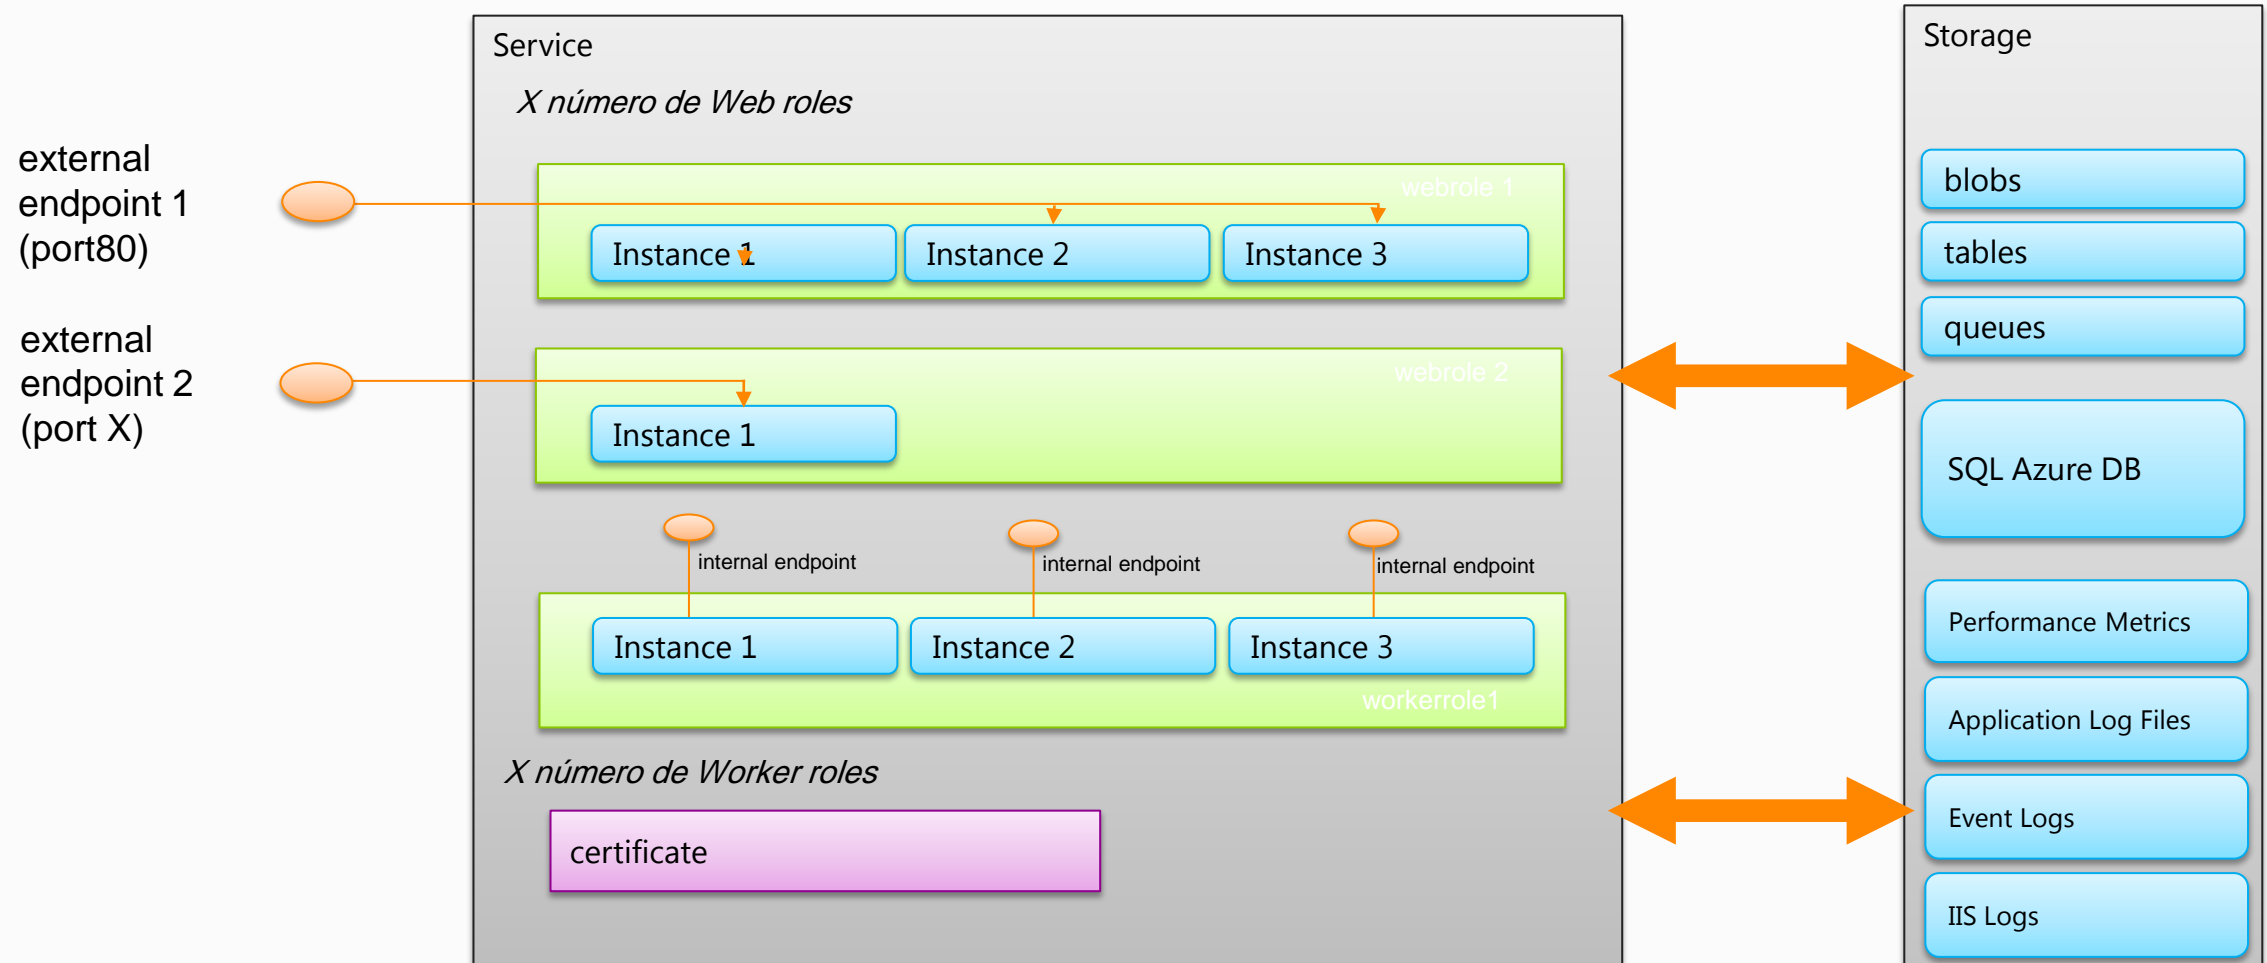 external
endpoint 1
(port80)
external
endpoint 2
(port X)
Service
X número de Web roles
webrole 1
Instance 1
Instance 2
Instance 3
webrole 2
Instance 1
internal endpoint
internal endpoint
internal endpoint
Instance 1
Instance 2
Instance 3
workerrole1
X número de Worker roles
certificate
Storage
blobs
tables
queues
SQL Azure DB
Performance Metrics
Application Log Files
Event Logs
IIS Logs